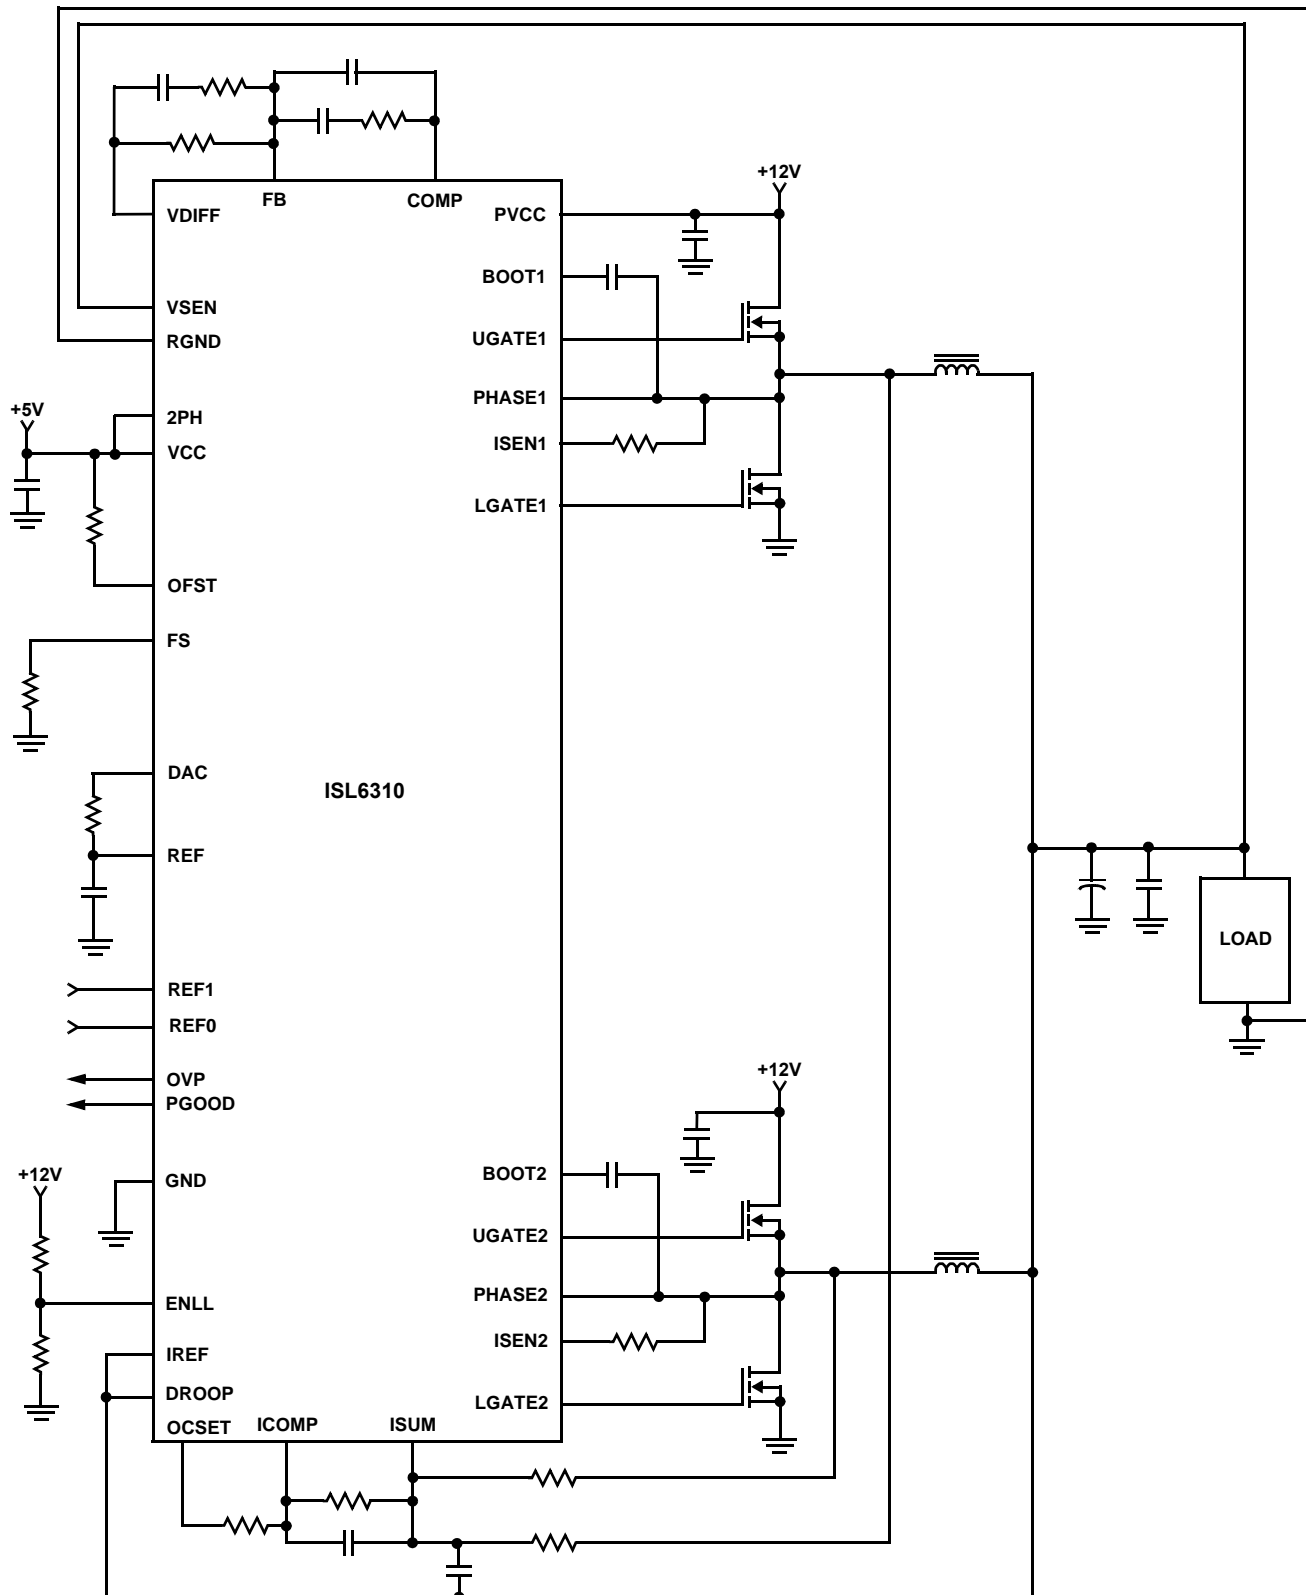 FB
COMP
+12V
VDIFF
PVCC
BOOT1
VSEN
RGND
UGATE1
PHASE1
+5V
2PH
VCC
ISEN1
LGATE1
OFST
FS
DAC
ISL6310
REF
LOAD
REF1
REF0
OVP
PGOOD
+12V
+12V
GND
BOOT2
UGATE2
ENLL
PHASE2
ISEN2
IREF
DROOP
LGATE2
OCSET
ICOMP
ISUM